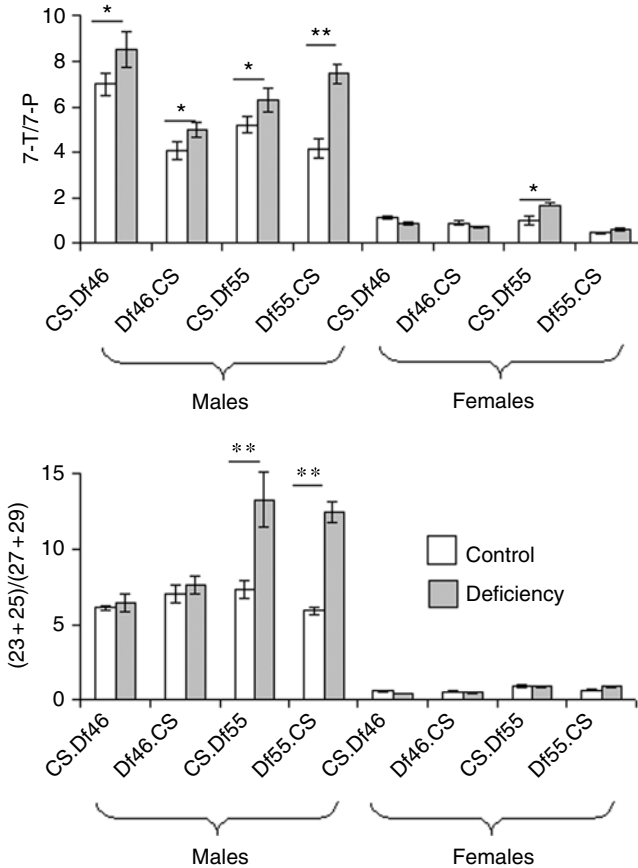 10
8
6
4
2
0
7-T/7-P
*
*
*
**
*
CS.Df46
Df46.CS
CS.Df55
Df55.CS
CS.Df46
Df46.CS
CS.Df55
Df55.CS
Males
Females
15
10
5
0
(23 + 25)/(27 + 29)
**
**
Control
Deficiency
CS.Df46
Df46.CS
CS.Df55
Df55.CS
CS.Df46
Df46.CS
CS.Df55
Df55.CS
Males
Females